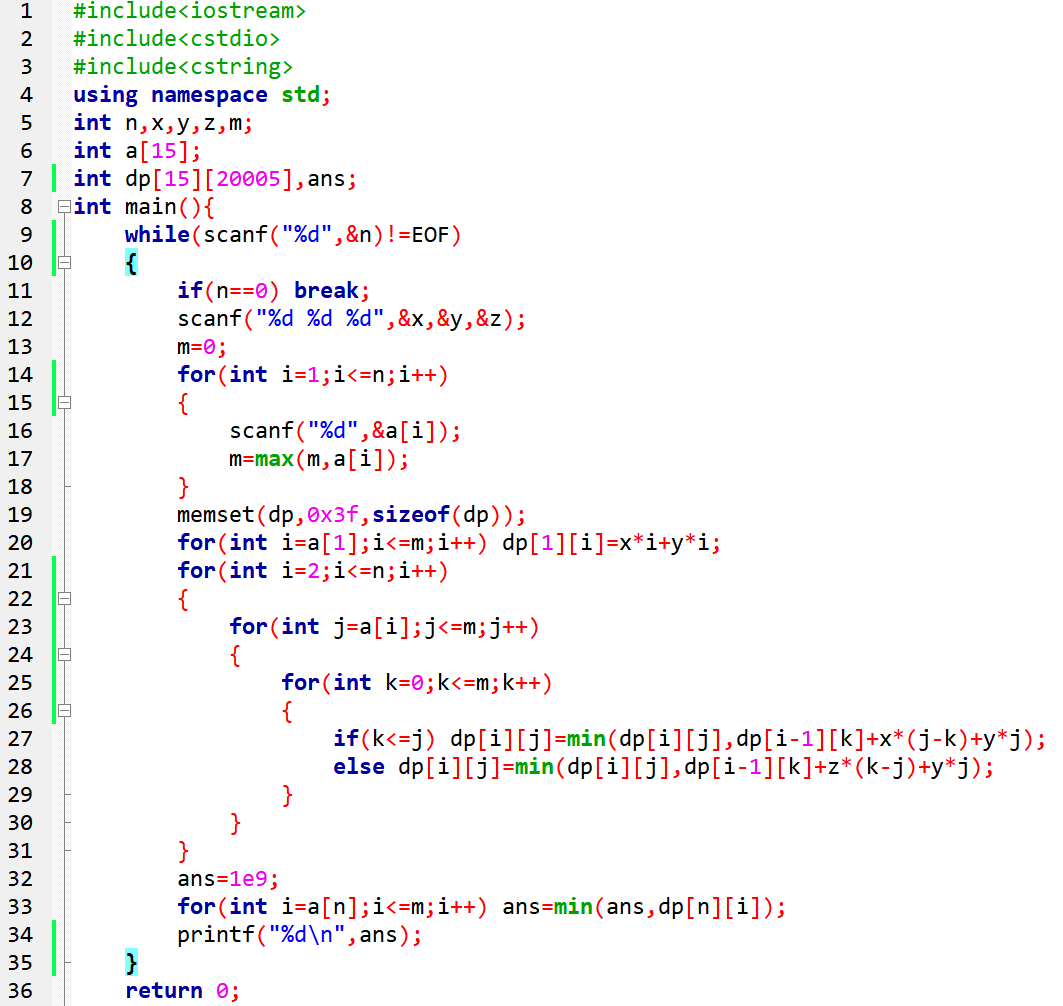 1 #include<iostream>
2 #include<cstdio>
3 #include<cstring>
4 using namespace std;
5 int n,x,y,z,m;
6 int a[15];
7 int dp[15][20005],ans;
8 int main(){
9     while(scanf("%d",&n)!=EOF)
10     {
11         if(n==0) break;
12         scanf("%d %d %d",&x,&y,&z);
13         m=0;
14         for(int i=1;i<=n;i++)
15         {
16             scanf("%d",&a[i]);
17             m=max(m,a[i]);
18         }
19         memset(dp,0x3f,sizeof(dp));
20         for(int i=a[1];i<=m;i++) dp[1][i]=x*i+y*i;
21         for(int i=2;i<=n;i++)
22         {
23             for(int j=a[i];j<=m;j++)
24             {
25                 for(int k=0;k<=m;k++)
26                 {
27                     if(k<=j) dp[i][j]=min(dp[i][j],dp[i-1][k]+x*(j-k)+y*j);
28                     else dp[i][j]=min(dp[i][j],dp[i-1][k]+z*(k-j)+y*j);
29                 }
30             }
31         }
32         ans=1e9;
33         for(int i=a[n];i<=m;i++) ans=min(ans,dp[n][i]);
34         printf("%d\n",ans);
35     }
36     return 0;